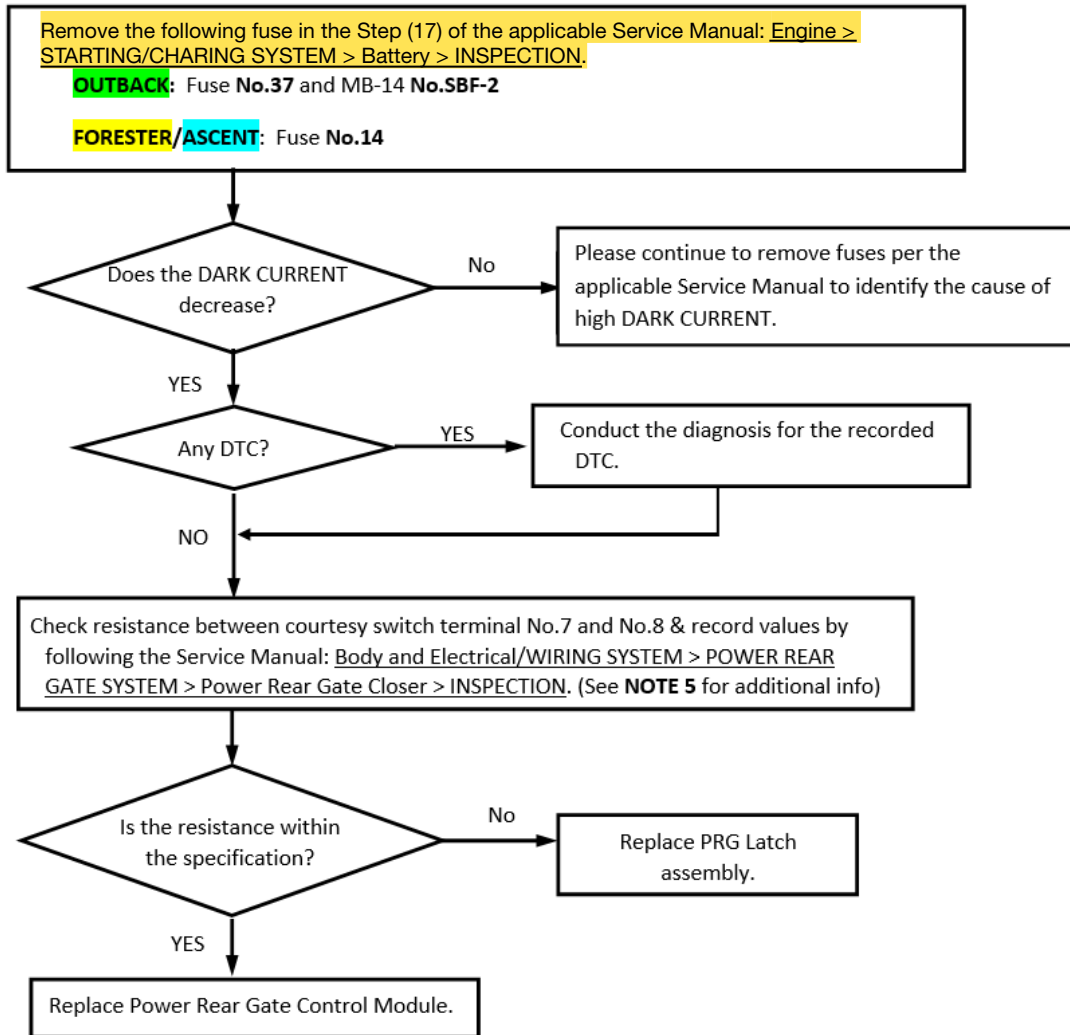 Remove the following fuse in the Step (17) of the applicable Service Manual: Engine >
STARTING/CHARING SYSTEM > Battery > INSPECTION.
OUTBACK: Fuse No.37 and MB-14 No.SBF-2
FORESTER/ASCENT: Fuse No.14
Does the DARK CURRENT
decrease?
No
Please continue to remove fuses per the
applicable Service Manual to identify the cause of
high DARK CURRENT.
YES
Any DTC?
YES
Conduct the diagnosis for the recorded
DTC.
NO
Check resistance between courtesy switch terminal No.7 and No.8 & record values by
following the Service Manual: Body and Electrical/WIRING SYSTEM > POWER REAR
GATE SYSTEM > Power Rear Gate Closer > INSPECTION. (See NOTE 5 for additional info)
Is the resistance within
the specification?
No
Replace PRG Latch
assembly.
YES
Replace Power Rear Gate Control Module.